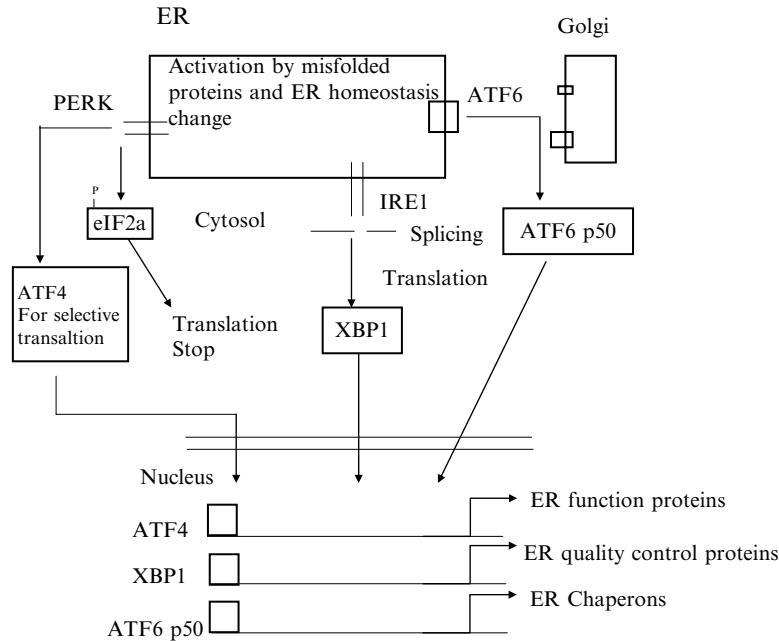 ER
Golgi
Activation by misfolded
proteins and ER homeostasis
change
PERK
ATF6
P
eIF2a
Cytosol
IRE1
Splicing
ATF6 p50
Translation
ATF4
For selective
transaltion
Translation
Stop
XBP1
Nucleus
ER function proteins
ATF4
ER quality control proteins
XBP1
ER Chaperons
ATF6 p50